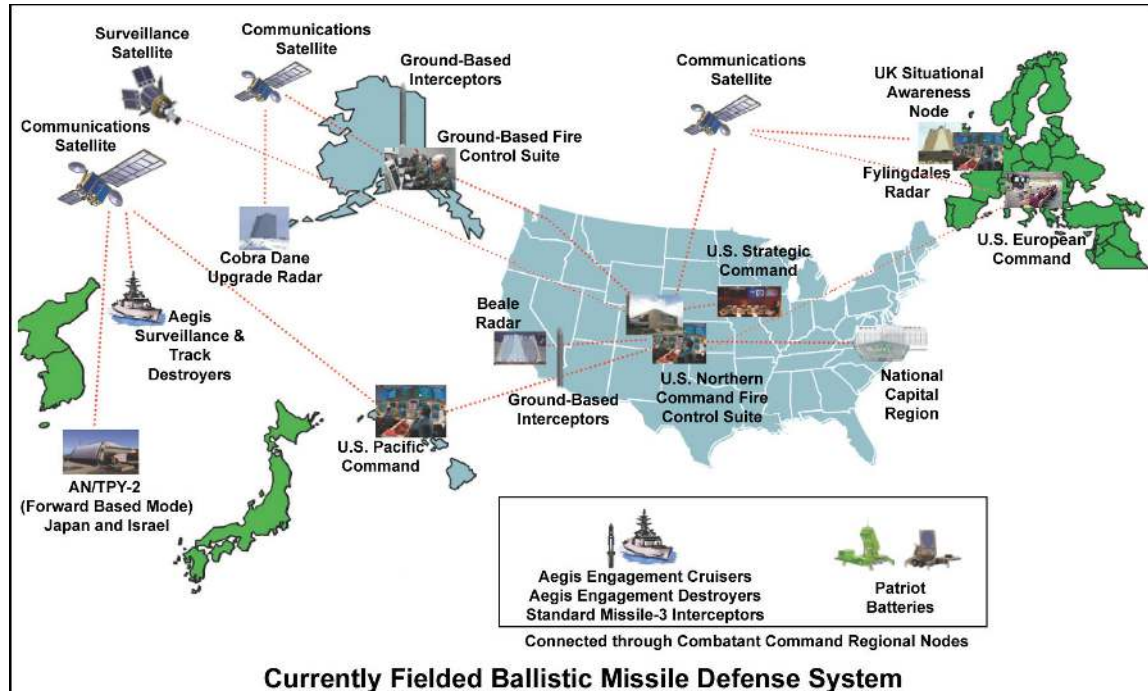 Surveillance
Satellite
Communications
Satellite
Communications
Satellite
Ground-Based
Interceptors
Ground-Based Fire
Control Suite
Communications
Satellite
UK Situational
Awareness
Node
Fylingdales
Radar
U.S. European
Command
Cobra Dane
Upgrade Radar
Aegis
Surveillance &
Track
Destroyers
U.S. Strategic
Command
Beale
Radar
Ground-Based
Interceptors
U.S. Northern
Command Fire
Control Suite
National
Capital
Region
U.S. Pacific
Command
AN/TPY-2
(Forward Based Mode)
Japan and Israel
Aegis Engagement Cruisers
Aegis Engagement Destroyers
Standard Missile-3 Interceptors
Patriot
Batteries
Connected through Combatant Command Regional Nodes
Currently Fielded Ballistic Missile Defense System